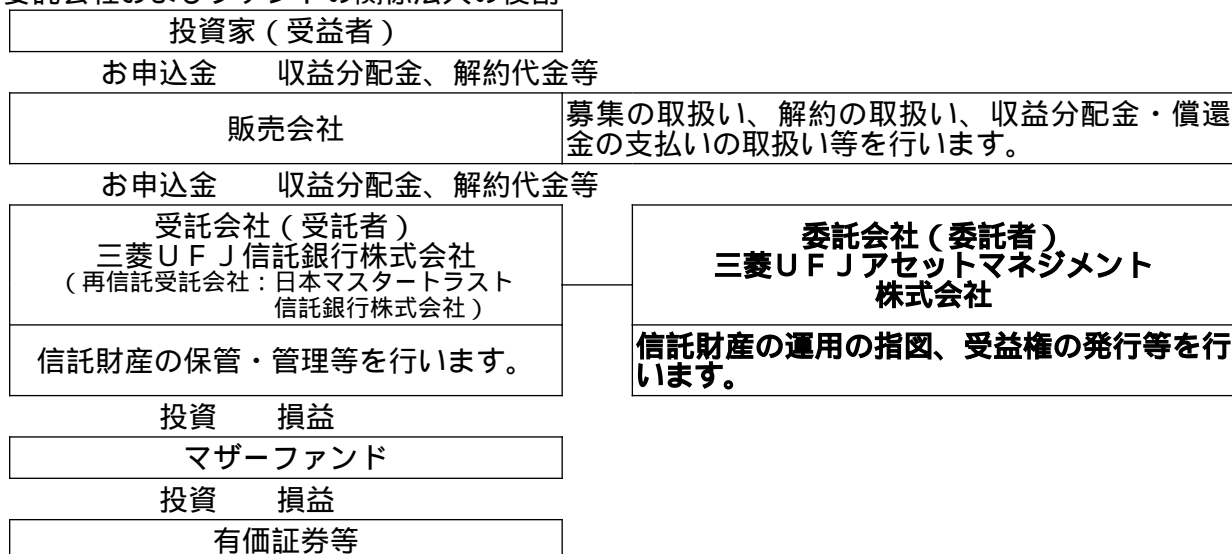 委託会社およびファンドの関係法人の役割
投資家（受益者）
お申込金　　収益分配金、解約代金等
販売会社
募集の取扱い、解約の取扱い、収益分配金・償還
金の支払いの取扱い等を行います。
お申込金　　収益分配金、解約代金等
受託会社（受託者）
三菱ＵＦＪ信託銀行株式会社
（再信託受託会社：日本マスタートラスト
信託銀行株式会社）
委託会社（委託者）
三菱ＵＦＪアセットマネジメント
株式会社
信託財産の保管・管理等を行います。
信託財産の運用の指図、受益権の発行等を行
います。
投資　　損益
マザーファンド
投資　　損益
有価証券等